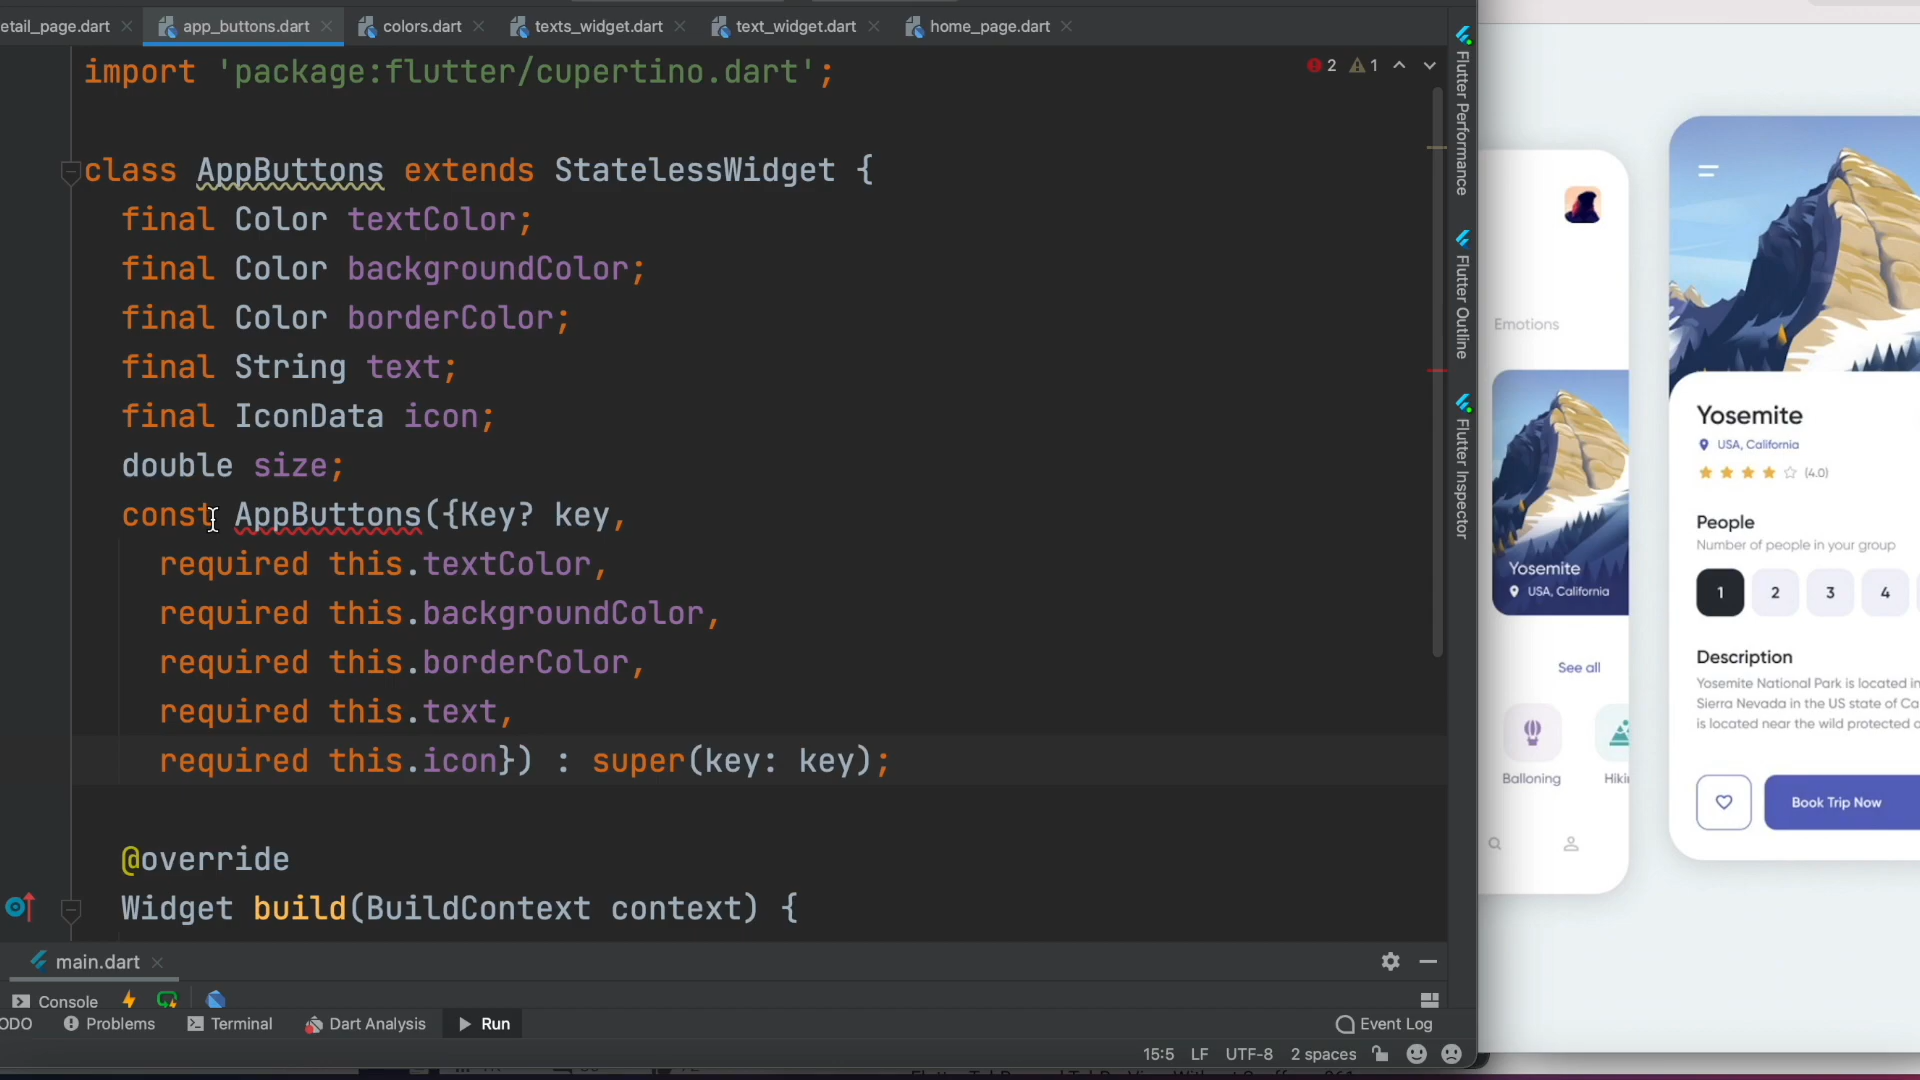 etail_page.dart
app_buttons.dart
colors.dart
texts_widget.dart
text_widget.dart
home_page.dart
import 'package:flutter/cupertino.dart';
2
1
class AppButtons extends StatelessWidget {
final Color textColor;
final Color backgroundColor;
final Color borderColor;
final String text;
final IconData icon;
double size;
const AppButtons({Key? key,
required this.textColor,
required this.backgroundColor,
required this.borderColor,
required this.text,
required this.icon}) : super(key: key);
@override
Widget build(BuildContext context) {
Flutter Performance
Flutter Outline
Flutter Inspector
main.dart
Console
ODO
Problems
Terminal
Dart Analysis
Run
Event Log
15:5
LF
UTF-8
2 spaces
Emotions
Yosemite
USA, California
See all
Balloning
Yosemite
USA, California
(4.0)
People
Number of people in your group
1
2
3
4
Description
Yosemite National Park is located in
Sierra Nevada in the US state of Ca
is located near the wild protected
Book Trip Now